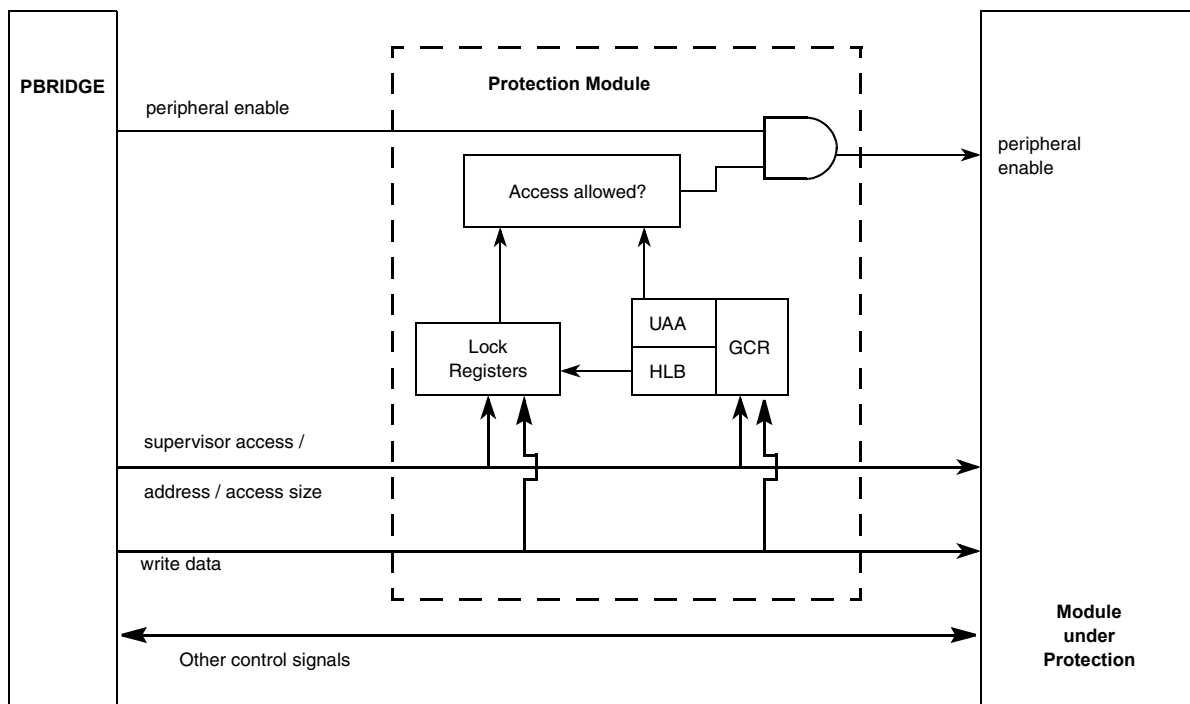 PBRIDGE
Protection Module
peripheral enable
peripheral
enable
Access allowed?
UAA
GCR
HLB
Lock
Registers
supervisor access /
address / access size
write data
Other control signals
Module
under
Protection